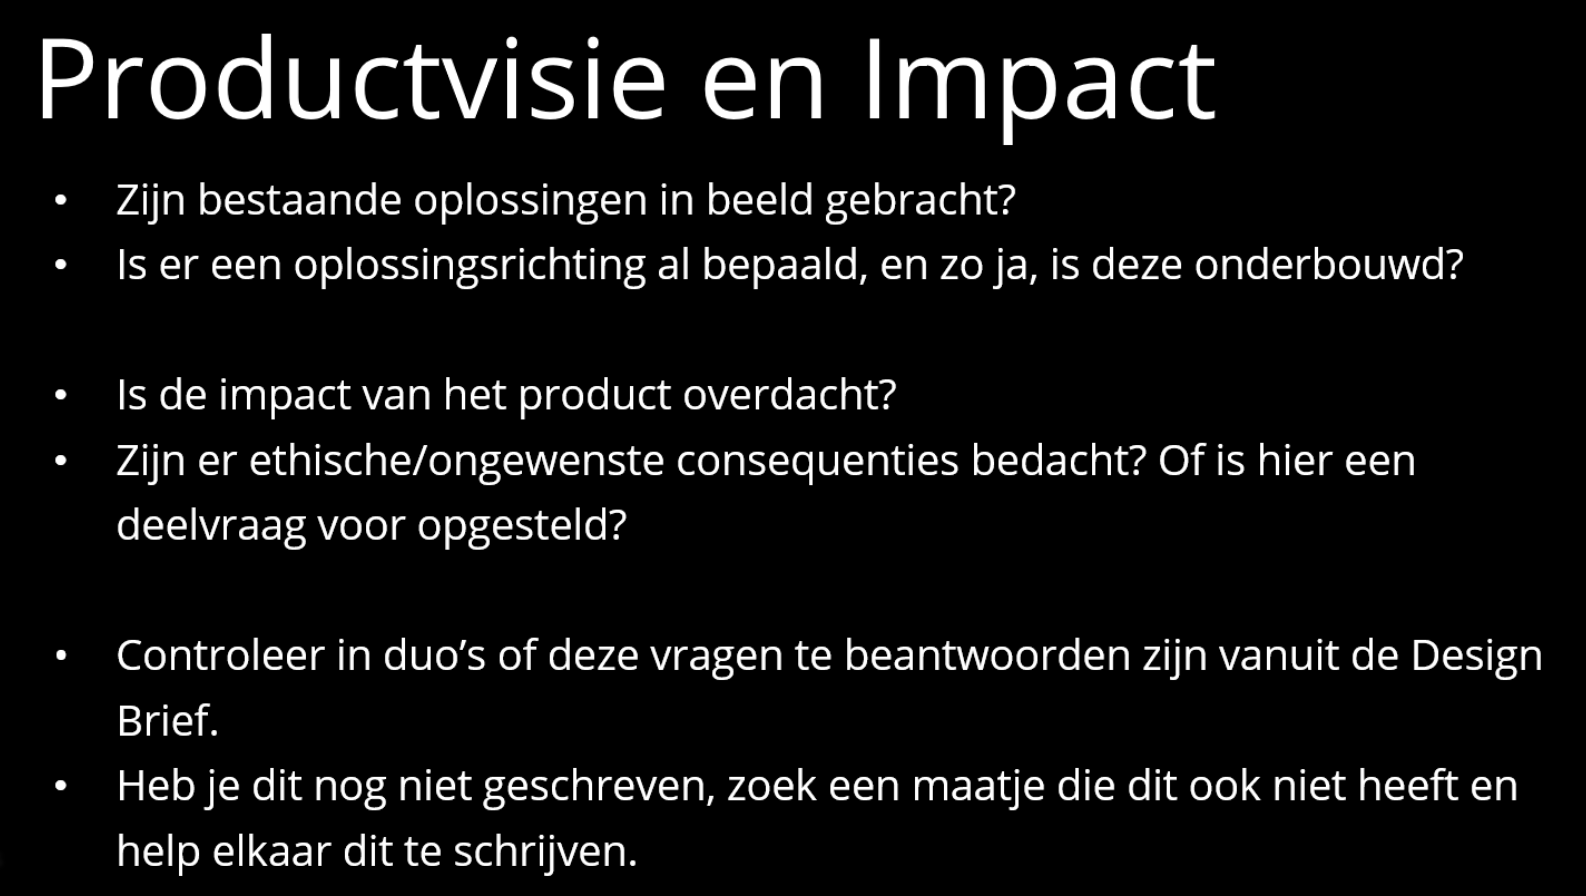 Productvisie en Impact
• Zijn bestaande oplossingen in beeld gebracht?
• Is er een oplossingsrichting al bepaald, en zo ja, is deze onderbouwd?
• Is de impact van het product overdacht?
• Zijn er ethische/ongewenste consequenties bedacht? Of is hier een
deelvraag voor opgesteld?
• Controleer in duo’s of deze vragen te beantwoorden zijn vanuit de Design
Brief.
• Heb je dit nog niet geschreven, zoek een maatje die dit ook niet heeft en
help elkaar dit te schrijven.